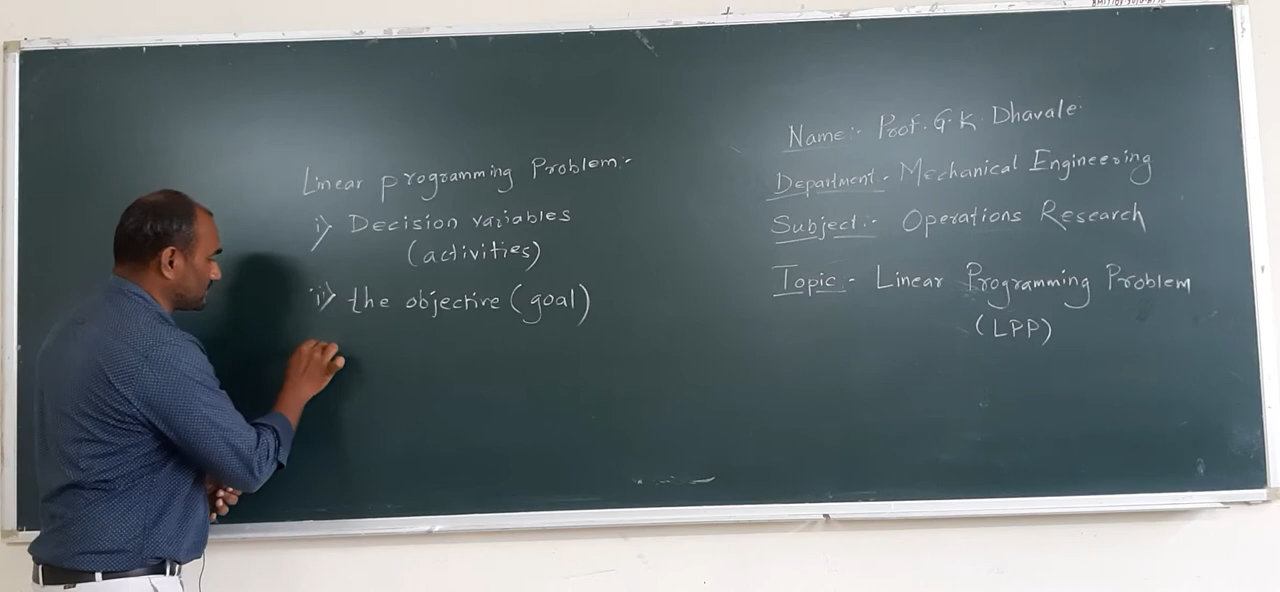 Linear programming Problem:-
i) Decision variables
(activities)
ii) the objective (goal)
Name:- Prof. G. K. Dhavale
Department:- Mechanical Engineering
Subject:- Operations Research
Topic:- Linear Programming Problem
(LPP)